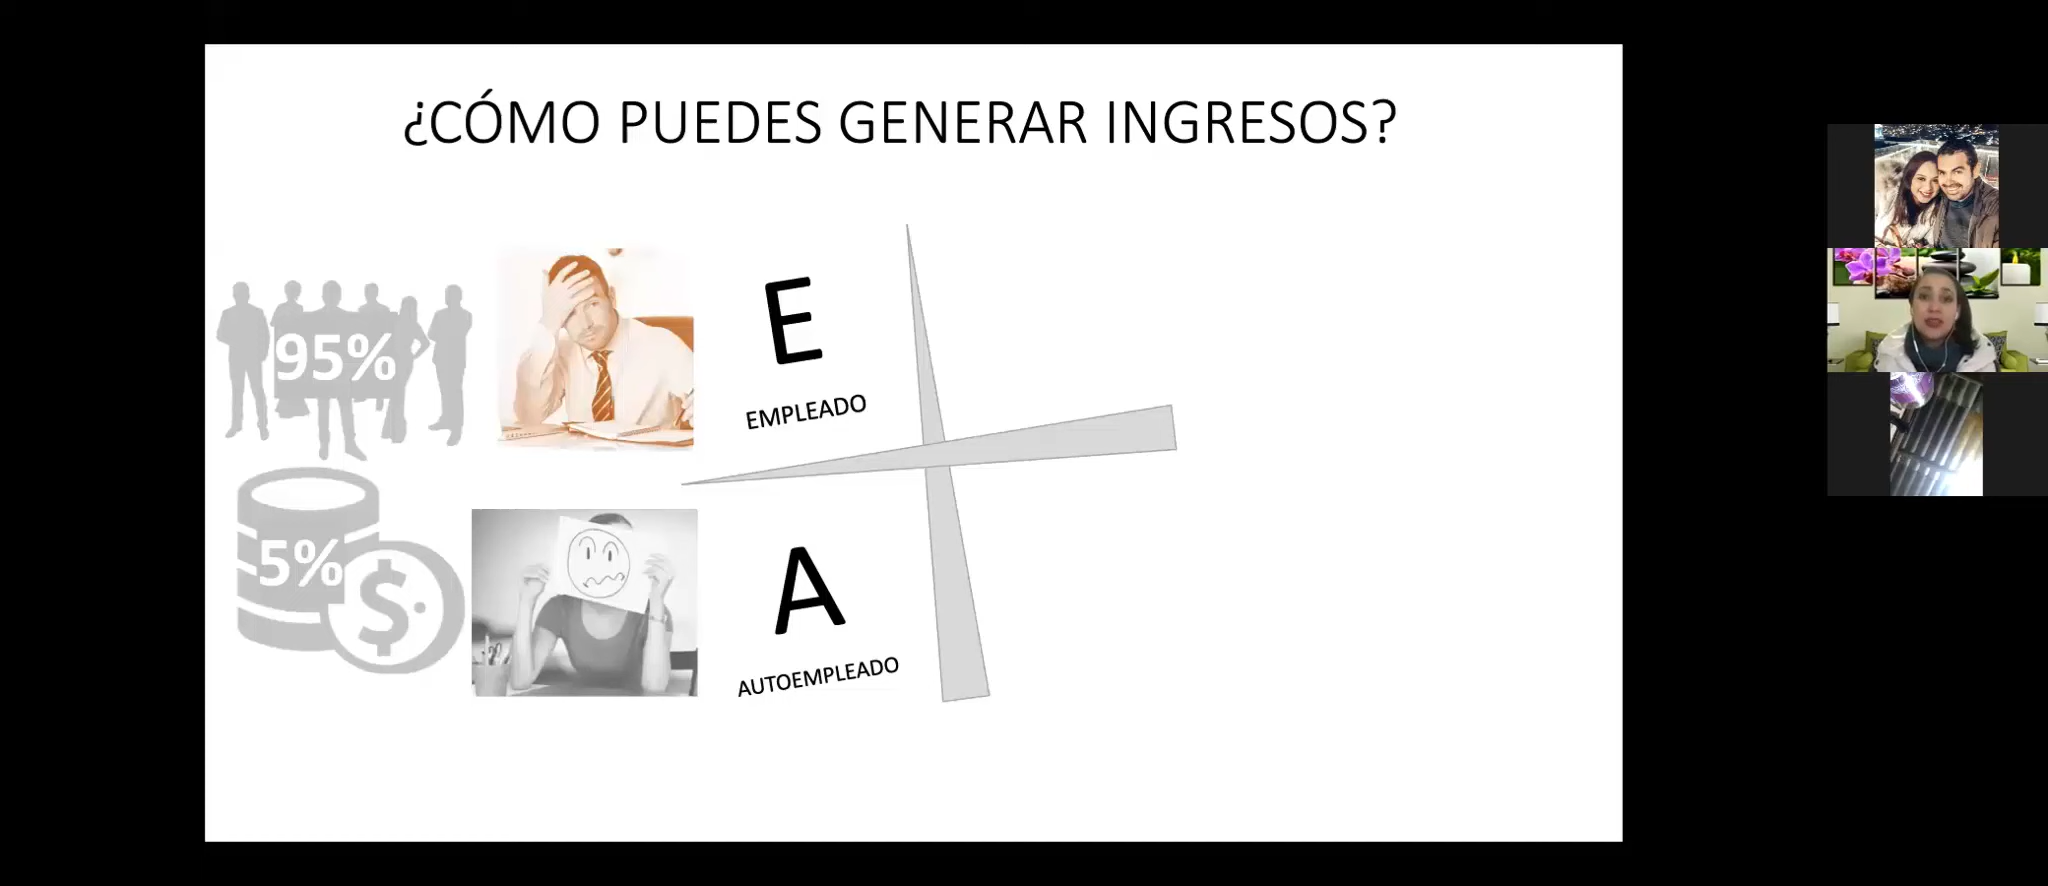 ¿CÓMO PUEDES GENERAR INGRESOS?
95%
E
EMPLEADO
5%
$
A
AUTOEMPLEADO